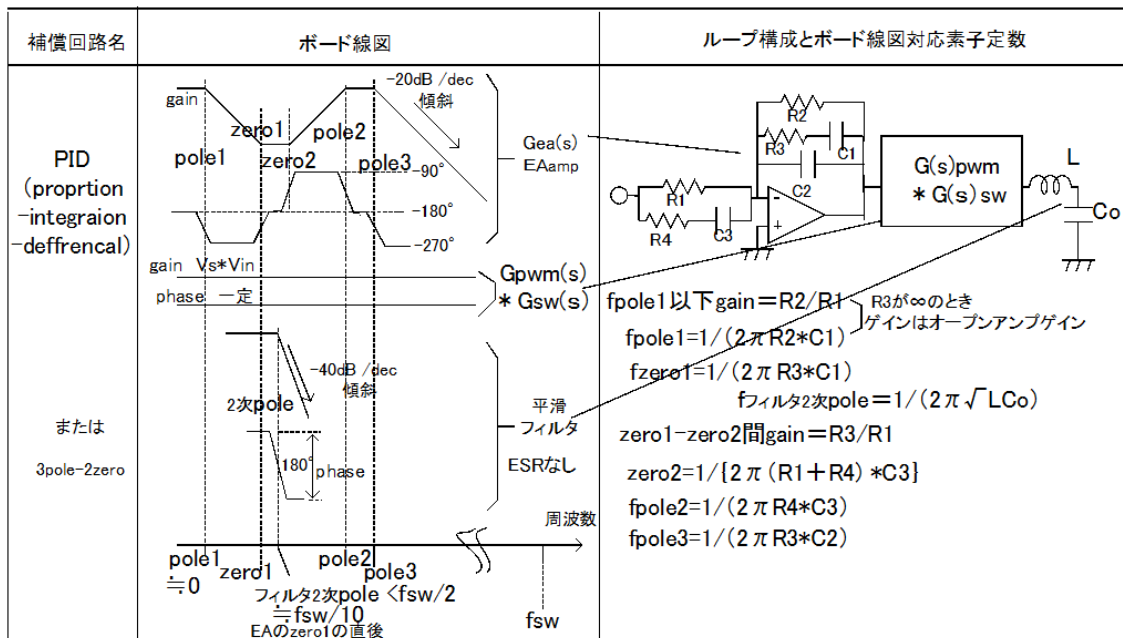 補償回路名
ボード線図
ループ構成とボード線図対応素子定数
PID
(proprtion
-integraion
-deffrencal)
または
3pole-2zero
gain
-20dB /dec
傾斜
zero1
pole1
zero2
pole2
pole3
-90°
-180°
-270°
Gea(s)
EAamp
gain Vs*Vin
phase 一定
Gpwm(s)
* Gsw(s)
-40dB /dec
傾斜
2次pole
180°
phase
平滑
フィルタ
ESRなし
周波数
pole1
≒0
zero1
pole2
pole3
フィルタ2次pole <fsw/2
≒fsw/10
EAのzero1の直後
fsw
R2
R3
C1
C2
R1
R4
C3
-
+
G(s)pwm
* G(s) sw
L
Co
fpole1以下gain=R2/R1
R3が∞のとき
ゲインはオープンアンプゲイン
fpole1=1/(2πR2*C1)
fzero1=1/(2πR3*C1)
fフィルタ2次pole=1/(2π√LCo)
zero1-zero2間gain=R3/R1
zero2=1/{2π(R1+R4)*C3}
fpole2=1/(2πR4*C3)
fpole3=1/(2πR3*C2)